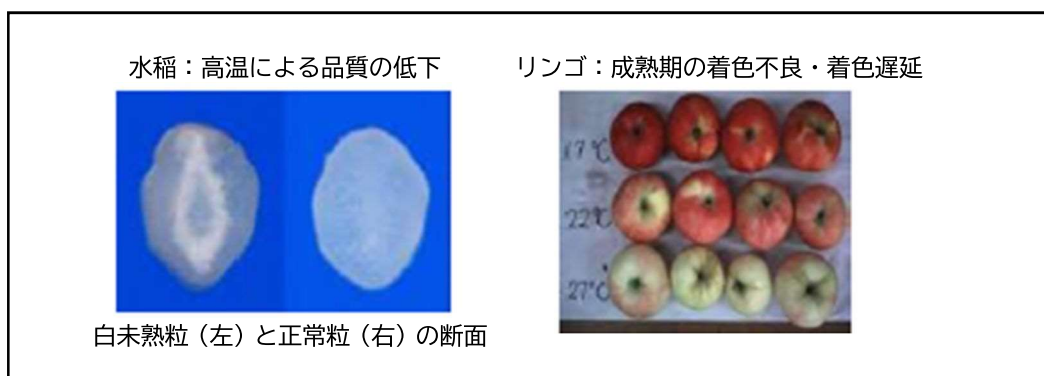 水稲：高温による品質の低下
リンゴ：成熟期の着色不良・着色遅延
17℃
22℃
27℃
白未熟粒（左）と正常粒（右）の断面